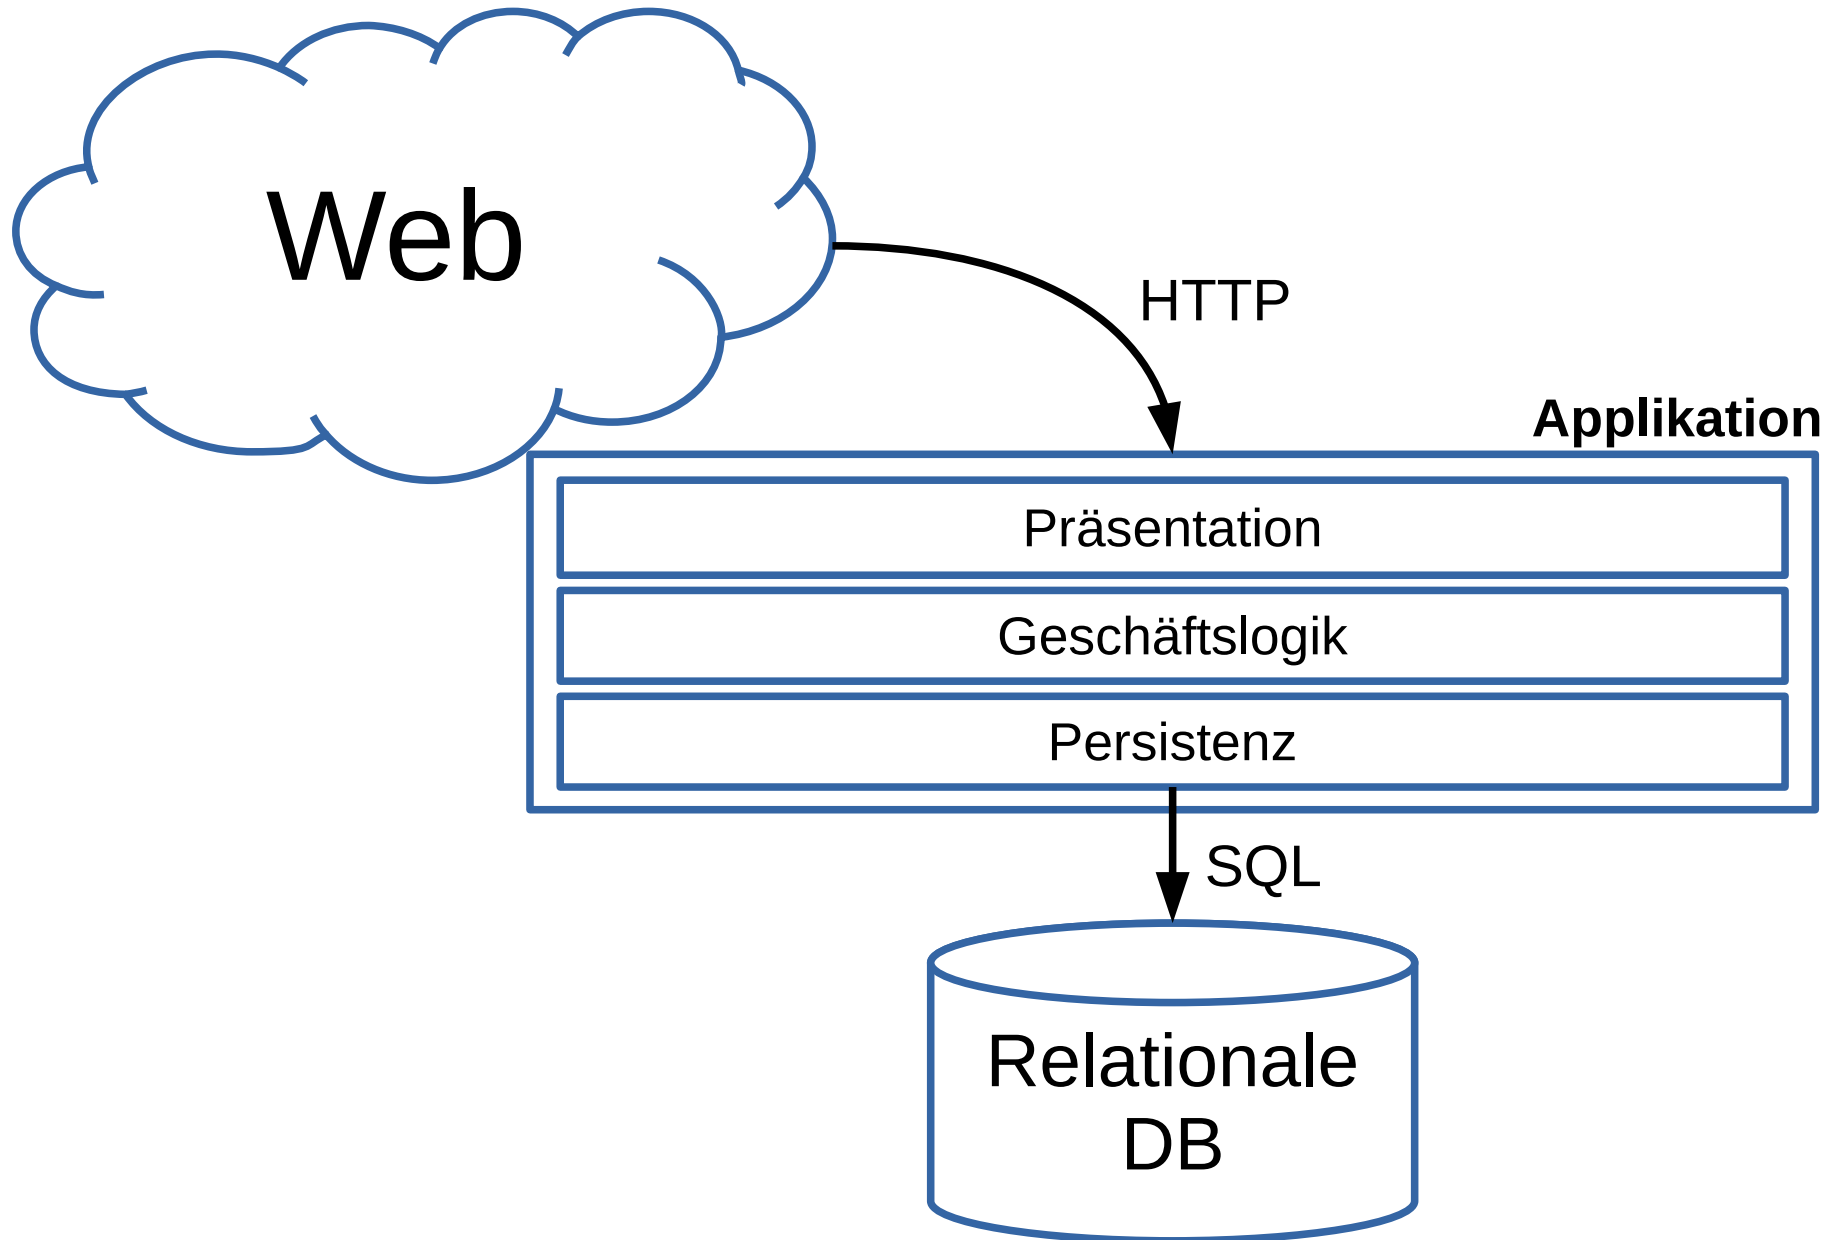 Web
HTTP
Applikation
Präsentation
Geschäftslogik
Persistenz
SQL
Relationale
DB